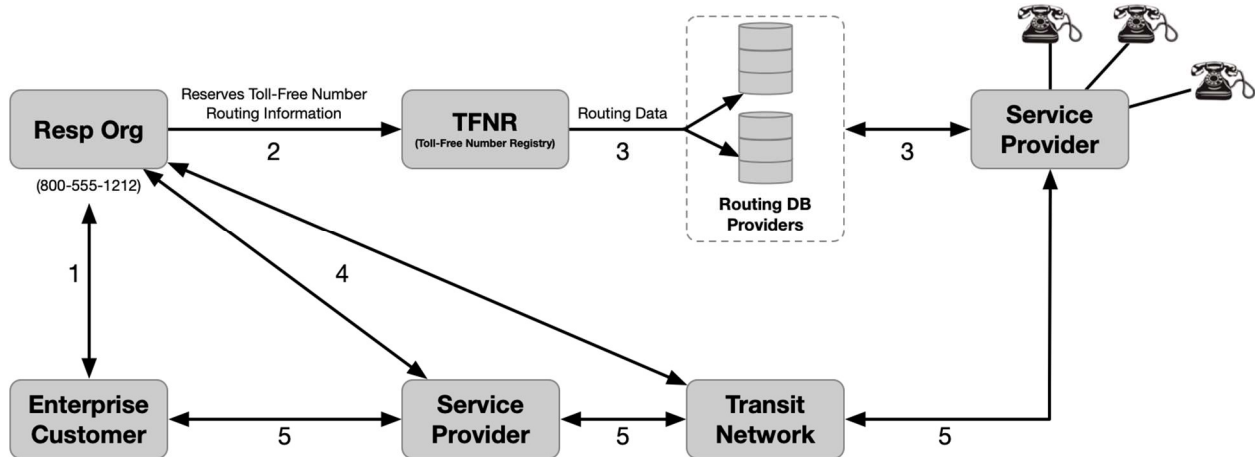 Reserves Toll-Free Number
Routing Information
Resp Org
2
(800-555-1212)
TFNR
(Toll-Free Number Registry)
Routing Data
3
Routing DB
Providers
3
Service
Provider
1
4
Enterprise
Customer
5
Service
Provider
5
Transit
Network
5